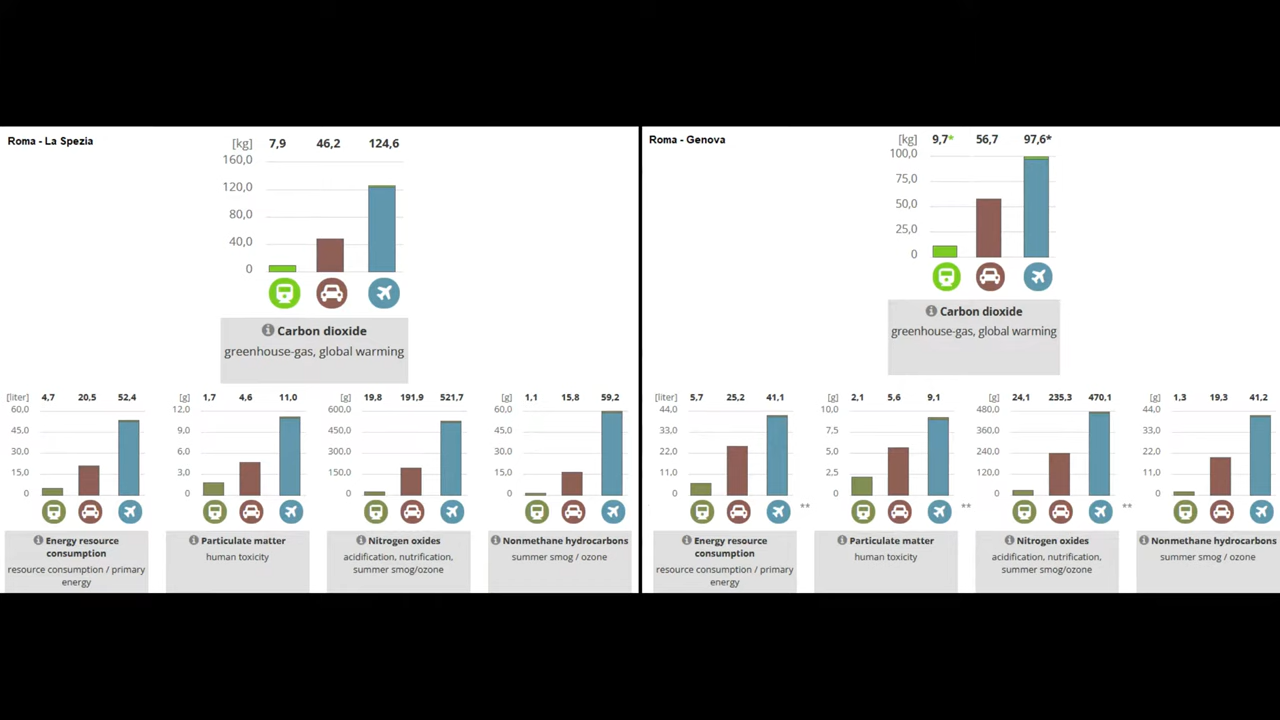 Roma - La Spezia
[kg] 7,9 46,2 124,6
160,0
120,0
80,0
40,0
0
Carbon dioxide
greenhouse-gas, global warming
[liter] 4,7 20,5 52,4
60,0
45,0
30,0
15,0
0
Energy resource
consumption
resource consumption / primary
energy
[g] 1,7 4,6 11,0
12,0
9,0
6,0
3,0
0
Particulate matter
human toxicity
[g] 19,8 191,9 521,7
600,0
450,0
300,0
150,0
0
Nitrogen oxides
acidification, nutrification,
summer smog/ozone
[g] 1,1 15,8 59,2
60,0
45,0
30,0
15,0
0
Nonmethane hydrocarbons
summer smog / ozone
Roma - Genova
[kg] 9,7* 56,7 97,6*
100,0
75,0
50,0
25,0
0
Carbon dioxide
greenhouse-gas, global warming
[liter] 5,7 25,2 41,1
44,0
33,0
22,0
11,0
0
**
Energy resource
consumption
resource consumption / primary
energy
[g] 2,1 5,6 9,1
10,0
7,5
5,0
2,5
0
**
Particulate matter
human toxicity
[g] 24,1 235,3 470,1
480,0
360,0
240,0
120,0
0
**
Nitrogen oxides
acidification, nutrification,
summer smog/ozone
[g] 1,3 19,3 41,2
44,0
33,0
22,0
11,0
0
Nonmethane hydrocarbons
summer smog / ozone